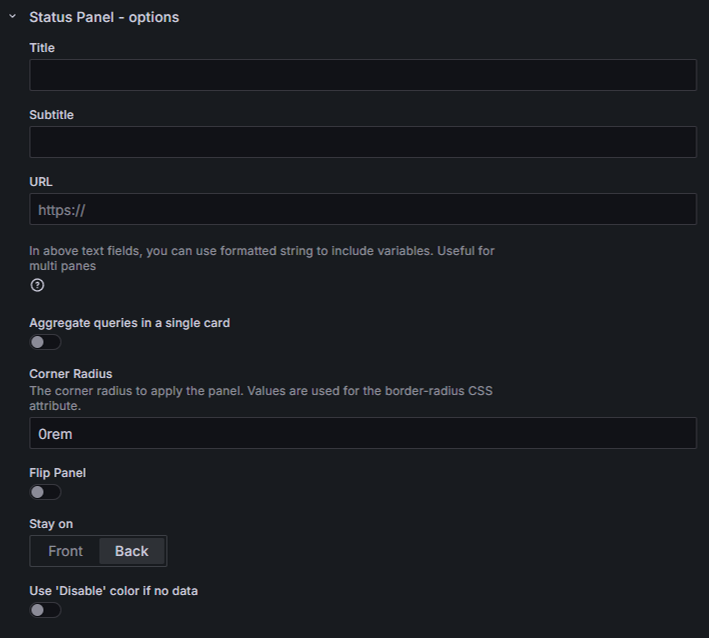 Status Panel - options
Title
Subtitle
URL
https://
In above text fields, you can use formatted string to include variables. Useful for
multi panes
Aggregate queries in a single card
Corner Radius
The corner radius to apply the panel. Values are used for the border-radius CSS
attribute.
0rem
Flip Panel
Stay on
Front Back
Use 'Disable' color if no data